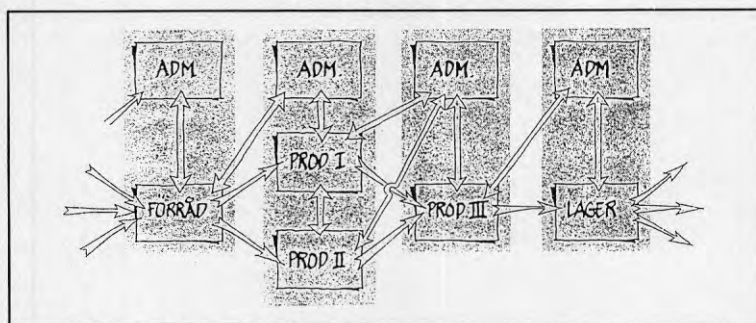 ADM.
ADM.
ADM.
ADM
PROD I
FÖRRÅD
PROD III
LAGER
PROD II